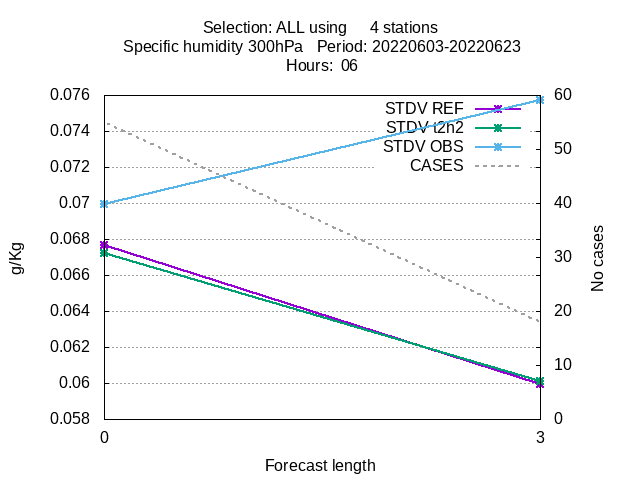 Selection: ALL using 4 stations
Specific humidity 300hPa Period: 20220603-20220623
Hours: 06
0.076
0.074
0.072
0.07
0.068
0.066
0.064
0.062
0.06
0.058
g/Kg
STDV REF
STDV t2h2
STDV OBS
CASES
60
50
40
30
20
10
0
No cases
0 3
Forecast length